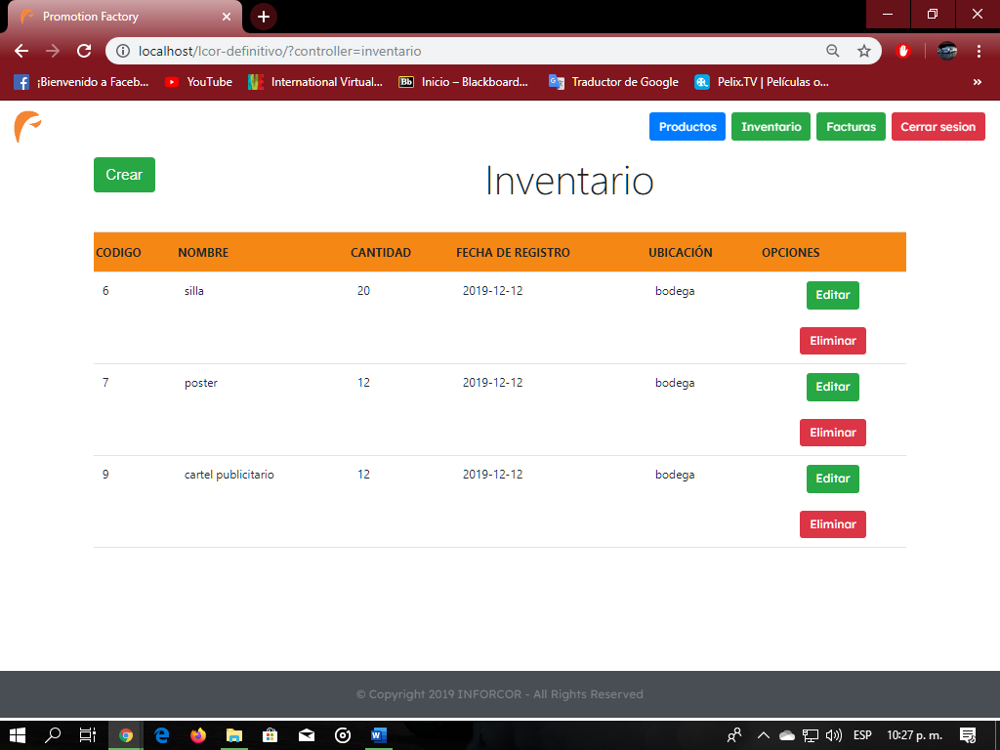 Promotion Factory
localhost/Icor-definitivo/?controller=inventario
¡Bienvenido a Faceb... YouTube International Virtual... Bb Inicio – Blackboard... Traductor de Google Pelix.TV | Películas o... »
Productos Inventario Facturas Cerrar sesion
Crear
Inventario
CODIGO NOMBRE CANTIDAD FECHA DE REGISTRO UBICACIÓN OPCIONES
6 silla 20 2019-12-12 bodega Editar
Eliminar
7 poster 12 2019-12-12 bodega Editar
Eliminar
9 cartel publicitario 12 2019-12-12 bodega Editar
Eliminar
© Copyright 2019 INFORCOR - All Rights Reserved
ESP 10:27 p. m.